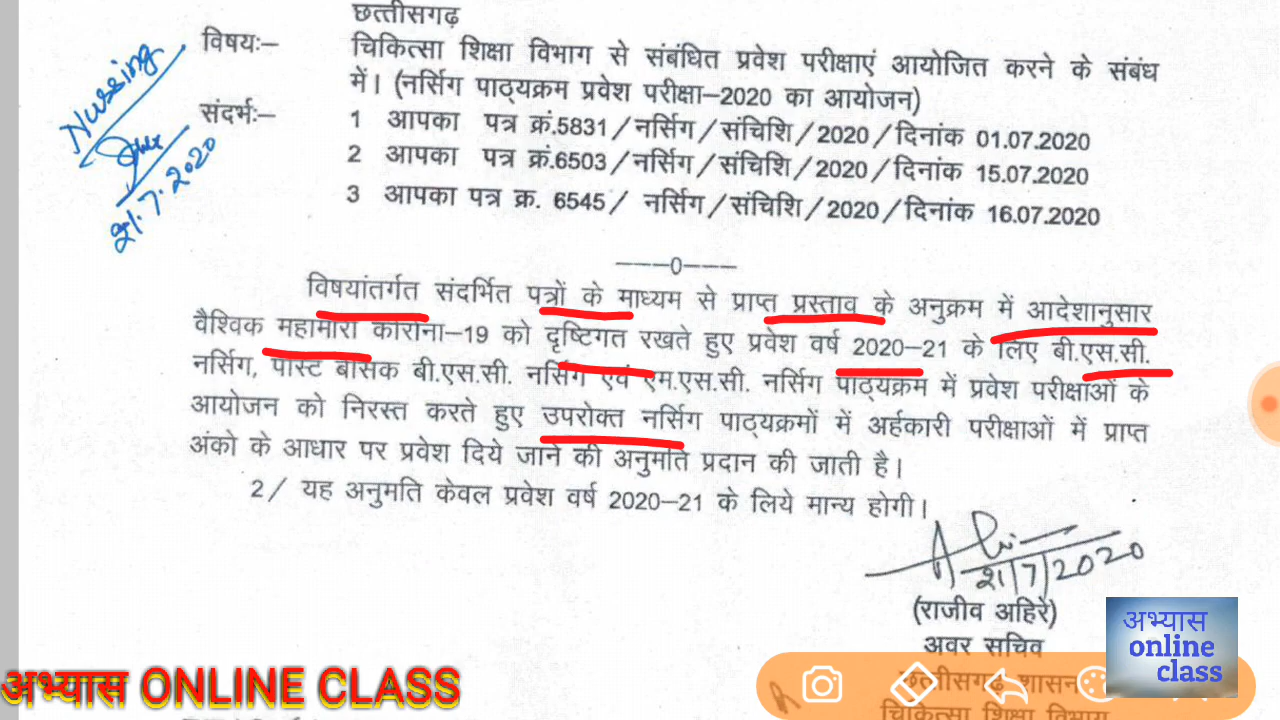 छत्तीसगढ़
विषयः– चिकित्सा शिक्षा विभाग से संबंधित प्रवेश परीक्षाएं आयोजित करने के संबंध
में। (नर्सिग पाठ्यक्रम प्रवेश परीक्षा–2020 का आयोजन)
संदर्भः– 1 आपका पत्र क्रं.5831/नर्सिग/संचिशि/2020/दिनांक 01.07.2020
2 आपका पत्र क्रं.6503/नर्सिग/संचिशि/2020/दिनांक 15.07.2020
3 आपका पत्र क्र. 6545/ नर्सिग/संचिशि/2020/दिनांक 16.07.2020
Nursing
21.7.2020
–––0–––
विषयांतर्गत संदर्भित पत्रों के माध्यम से प्राप्त प्रस्ताव के अनुक्रम में आदेशानुसार
वैश्विक महामारी कोरोना–19 को दृष्टिगत रखते हुए प्रवेश वर्ष 2020–21 के लिए बी.एस.सी.
नर्सिग, पोस्ट बेसिक बी.एस.सी. नर्सिग एवं एम.एस.सी. नर्सिग पाठ्यक्रम में प्रवेश परीक्षाओं के
आयोजन को निरस्त करते हुए उपरोक्त नर्सिग पाठ्यक्रमों में अर्हकारी परीक्षाओं में प्राप्त
अंको के आधार पर प्रवेश दिये जाने की अनुमति प्रदान की जाती है।
2/ यह अनुमति केवल प्रवेश वर्ष 2020–21 के लिये मान्य होगी।
21/7/2020
(राजीव अहिरे)
अवर सचिव
छत्तीसगढ़ शासन
चिकित्सा शिक्षा विभाग
अभ्यास
online
class
अभ्यास ONLINE CLASS